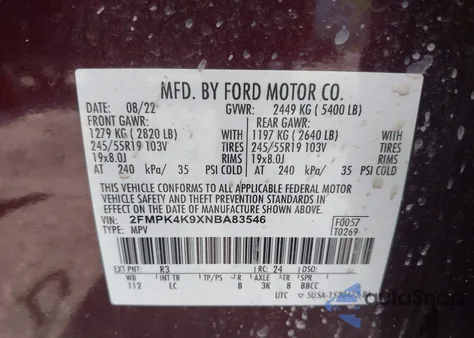 MFD. BY FORD MOTOR CO.
DATE: 08/22 GVWR: 2449 KG ( 5400 LB)
FRONT GAWR: REAR GAWR:
1279 KG ( 2820 LB) WITH 1197 KG ( 2640 LB) WITH
245/55R19 103V TIRES 245/55R19 103V TIRES
19x8.0J RIMS 19x8.0J RIMS
AT 240 kPa/ 35 PSI COLD AT 240 kPa/ 35 PSI COLD
THIS VEHICLE CONFORMS TO ALL APPLICABLE FEDERAL MOTOR
VEHICLE SAFETY AND THEFT PREVENTION STANDARDS IN
EFFECT ON THE DATE OF MANUFACTURE SHOWN ABOVE.
VIN: 2FMPK4K9XNBA83546 F0057
TYPE: MPV T0269
EXT PNT: R3 RC: 24 DSO:
WB INT TR TP/PS R AXLE TR SPR
112 LC B 3K 8 BBCC
UTC
autoSnap